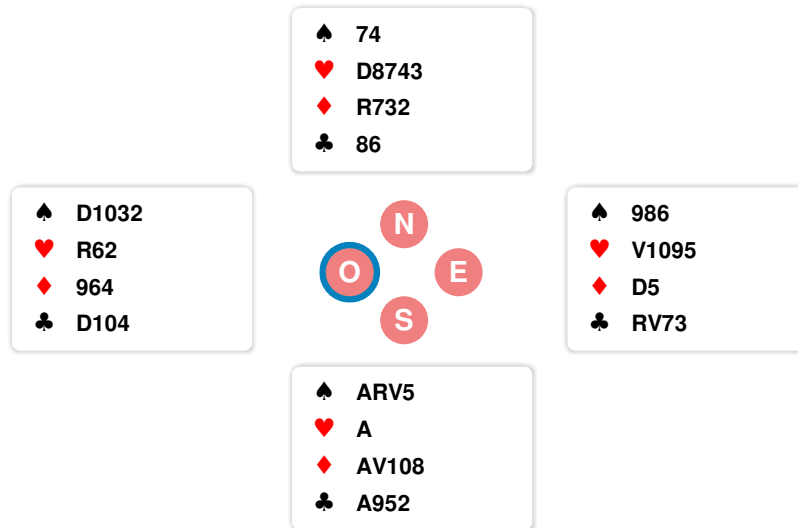 ♠ 74
♥ D8743
♦ R732
♣ 86
♠ D1032
♥ R62
♦ 964
♣ D104
N
O E
S
♠ 986
♥ V1095
♦ D5
♣ RV73
♠ ARV5
♥ A
♦ AV108
♣ A952